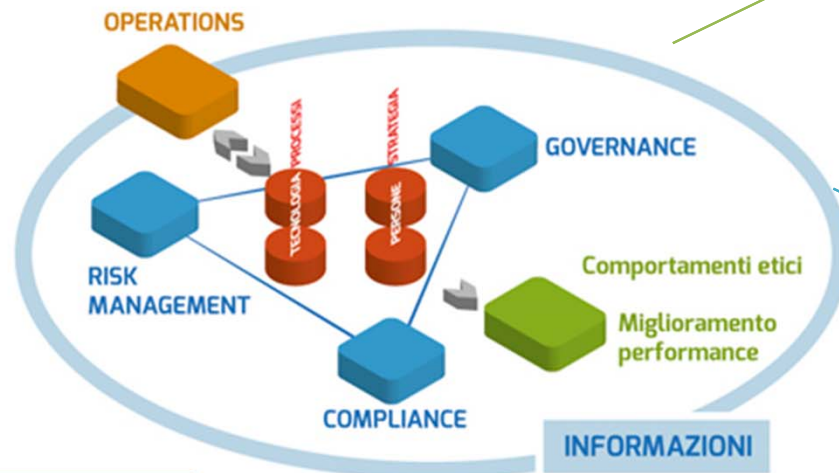 OPERATIONS
PROCESSI
STRATEGIA
GOVERNANCE
TECNOLOGIA
PERSONE
RISK
MANAGEMENT
Comportamenti etici
Miglioramento
performance
COMPLIANCE
INFORMAZIONI